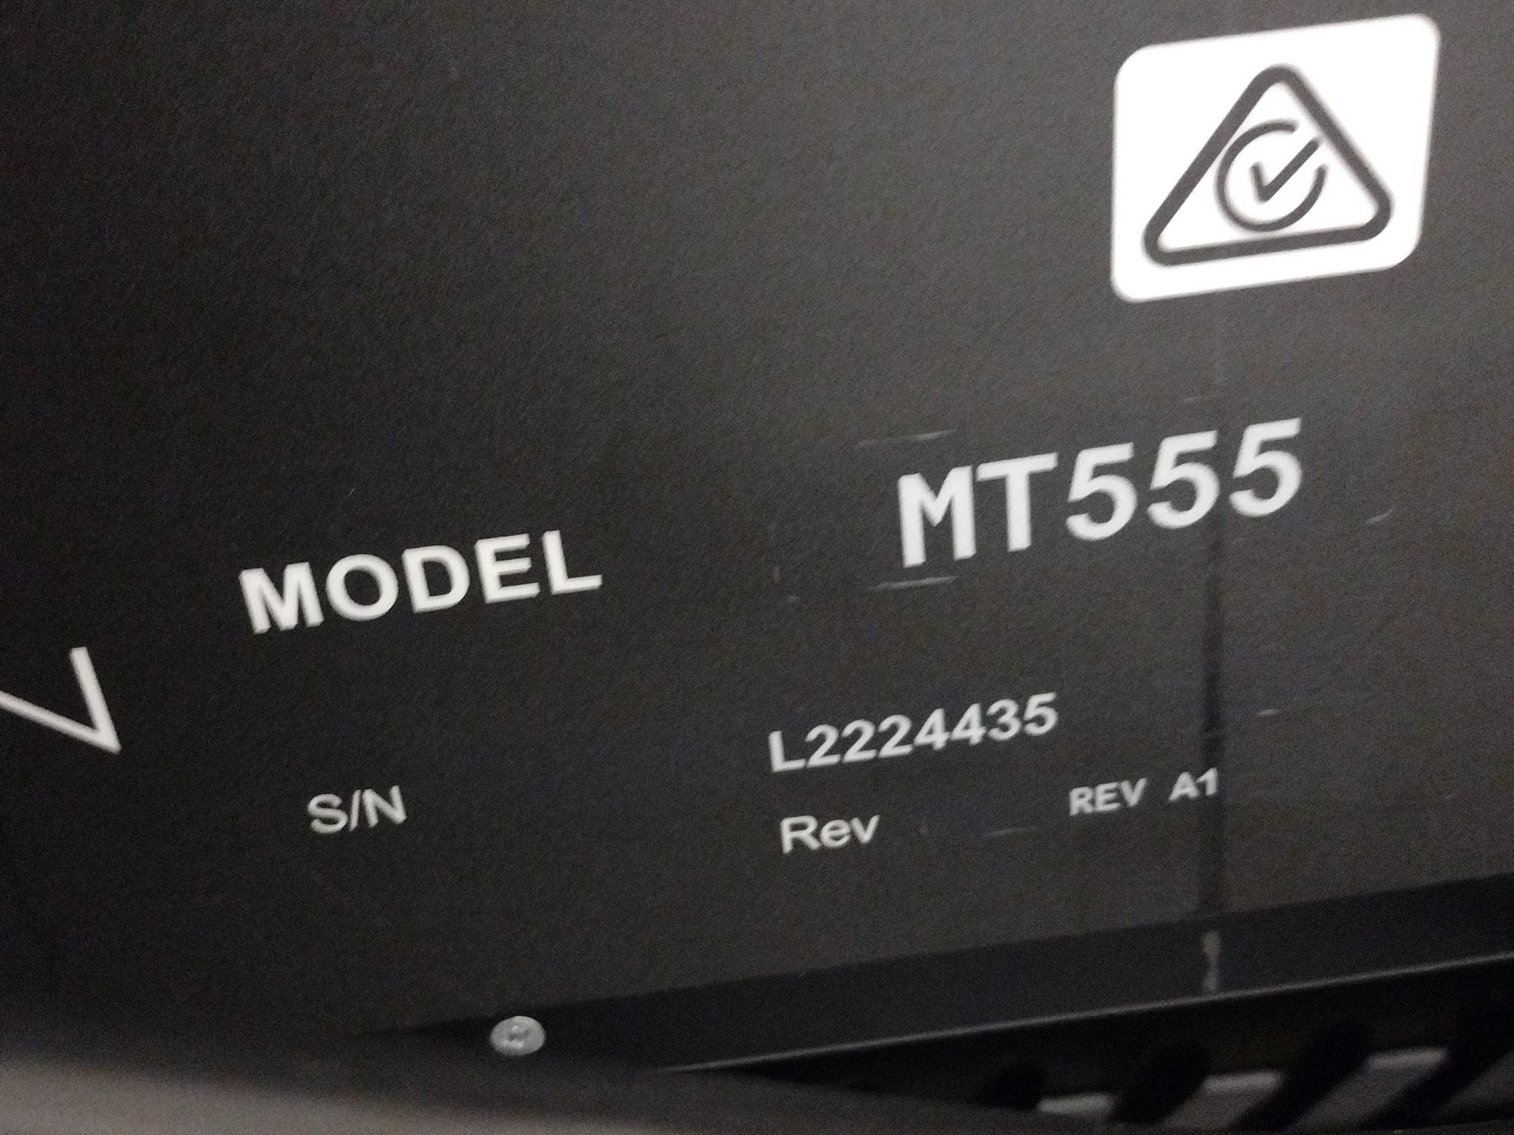 MODEL MT555
S/N L2224435
Rev REV A1